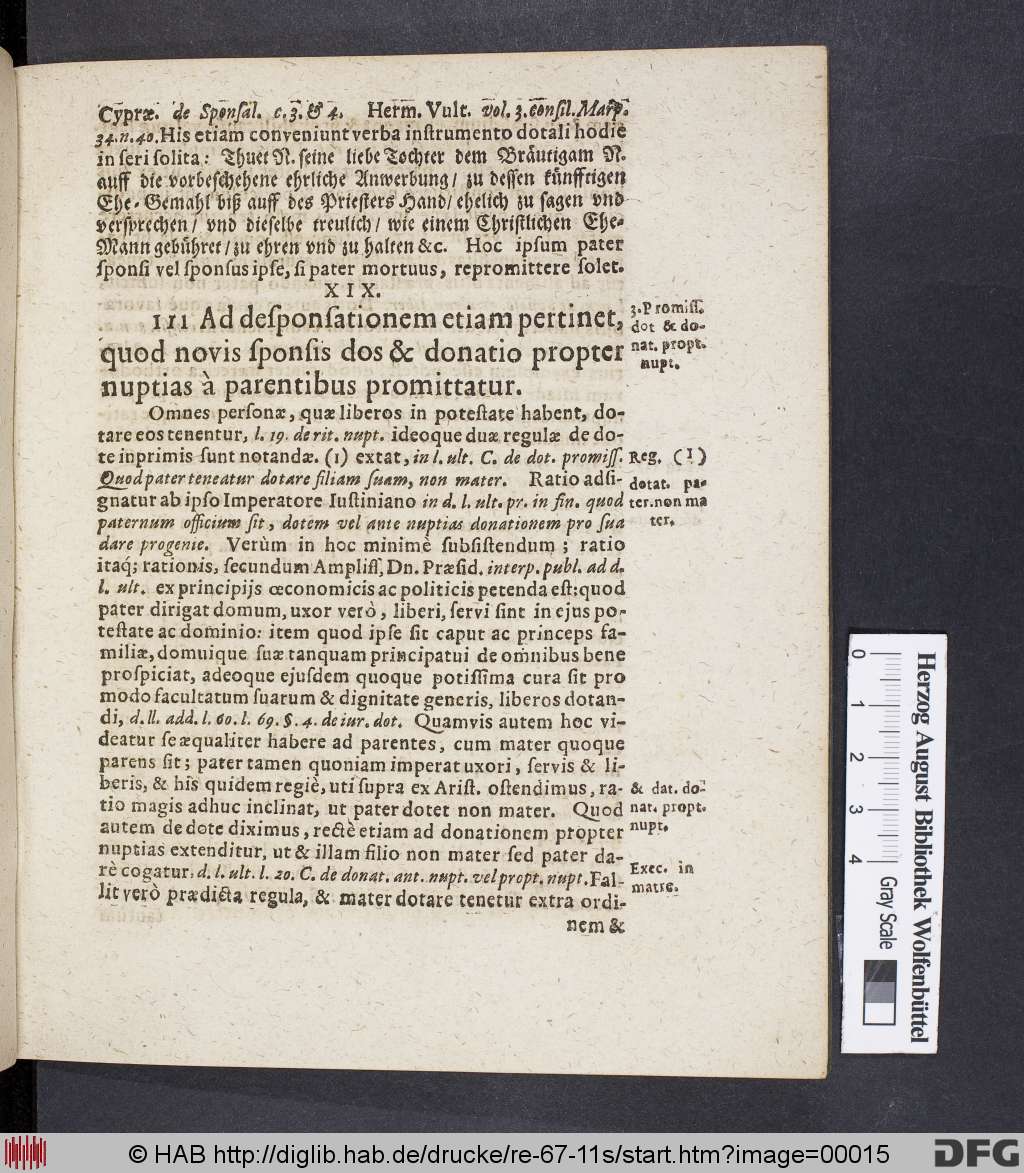 Cypræ. de Sponſal. c. 3. & 4. Herm. Vult. vol. 3. conſil. Marp.
34. n. 40. His etiam conveniunt verba inſtrumento dotali hodie
in ſeri ſolita: Thuet N. ſeine liebe Tochter dem Bräutigam N.
auff die vorbeſchehene ehrliche Anwerbung/ zu deſſen künfftigen
Ehe-Gemahl biß auff des Prieſters Hand/ ehelich zu ſagen vnd
verſprechen/ vnd dieſelbe treulich/ wie einem Chriſtlichen Ehe-
Mann gebühret/ zu ehren vnd zu halten &c. Hoc ipſum pater
ſponſi vel ſponſus ipſe, ſi pater mortuus, repromittere ſolet.
XIX.
III Ad deſponſationem etiam pertinet,
quod novis ſponſis dos & donatio propter
nuptias à parentibus promittatur.
3. Promiſſ.
dot & do-
nat. propt.
nupt.
Omnes perſonæ, quæ liberos in poteſtate habent, do-
tare eos tenentur, l. 19. de rit. nupt. ideoque duæ regulæ de do-
te inprimis ſunt notandæ. (1) extat, in l. ult. C. de dot. promiſſ.
Quod pater teneatur dotare filiam ſuam, non mater. Ratio adſi-
gnatur ab ipſo Imperatore Iuſtiniano in d. l. ult. pr. in fin. quod
paternum officium ſit, dotem vel ante nuptias donationem pro ſua
dare progenie. Verùm in hoc minimè ſubſiſtendum; ratio
itaq́; rationis, ſecundum Ampliſſ, Dn. Præſid. interp. publ. ad d.
l. ult. ex principijs œconomicis ac politicis petenda eſt; quod
pater dirigat domum, uxor verò, liberi, ſervi ſint in ejus po-
teſtate ac dominio: item quod ipſe ſit caput ac princeps fa-
miliæ, domuique ſuæ tanquam principatui de omnibus bene
proſpiciat, adeoque ejuſdem quoque potiſſima cura ſit pro
modo facultatum ſuarum & dignitate generis, liberos dotan-
di, d. ll. add. l. 60. l. 69. §. 4. de iur. dot. Quamvis autem hoc vi-
deatur ſe æqualiter habere ad parentes, cum mater quoque
parens ſit; pater tamen quoniam imperat uxori, ſervis & li-
beris, & his quidem regiè, uti ſupra ex Ariſt. oſtendimus, ra-
tio magis adhuc inclinat, ut pater dotet non mater. Quod
autem de dote diximus, rectè etiam ad donationem propter
nuptias extenditur, ut & illam filio non mater ſed pater da-
rè cogatur, d. l. ult. l. 20. C. de donat. ant. nupt. vel propt. nupt. Fal-
lit verò prædicta regula, & mater dotare tenetur extra ordi-
nem &
Reg. (1)
dotat. pa-
ter. non ma
ter.
& dat. do-
nat. propt.
nupt.
Exec. in
matre.
0 1 2 3 4
Gray Scale
Herzog August Bibliothek Wolfenbüttel
© HAB http://diglib.hab.de/drucke/re-67-11s/start.htm?image=00015
DFG